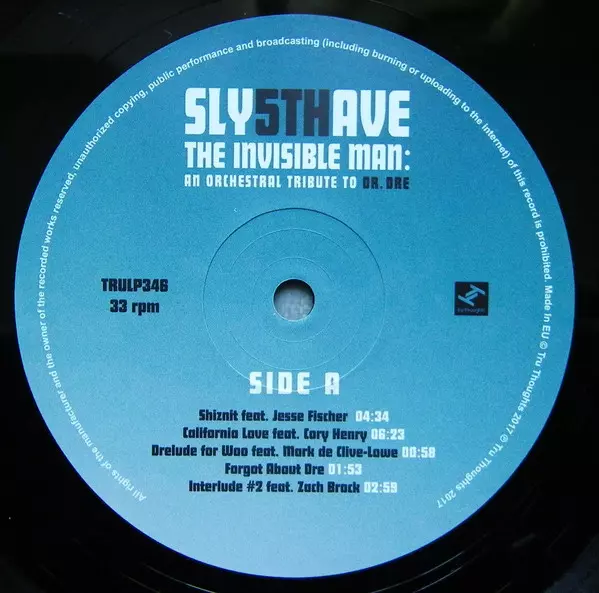 SLY5THAVE
THE INVISIBLE MAN:
AN ORCHESTRAL TRIBUTE TO DR. DRE
TRULP346
33 rpm
SIDE A
Shiznit feat. Jesse Fischer 04:34
California Love feat. Cory Henry 06:23
Drelude for Woo feat. Mark de Clive-Lowe 00:58
Forgot About Dre 01:53
Interlude #2 feat. Zach Brock 02:59
All rights of the manufacturer and the owner of the recorded works reserved, unauthorized copying, public performance and broadcasting (including burning or uploading to the internet) of this record is prohibited. Made In EU © Tru Thoughts 2017 ℗ Tru Thoughts 2017